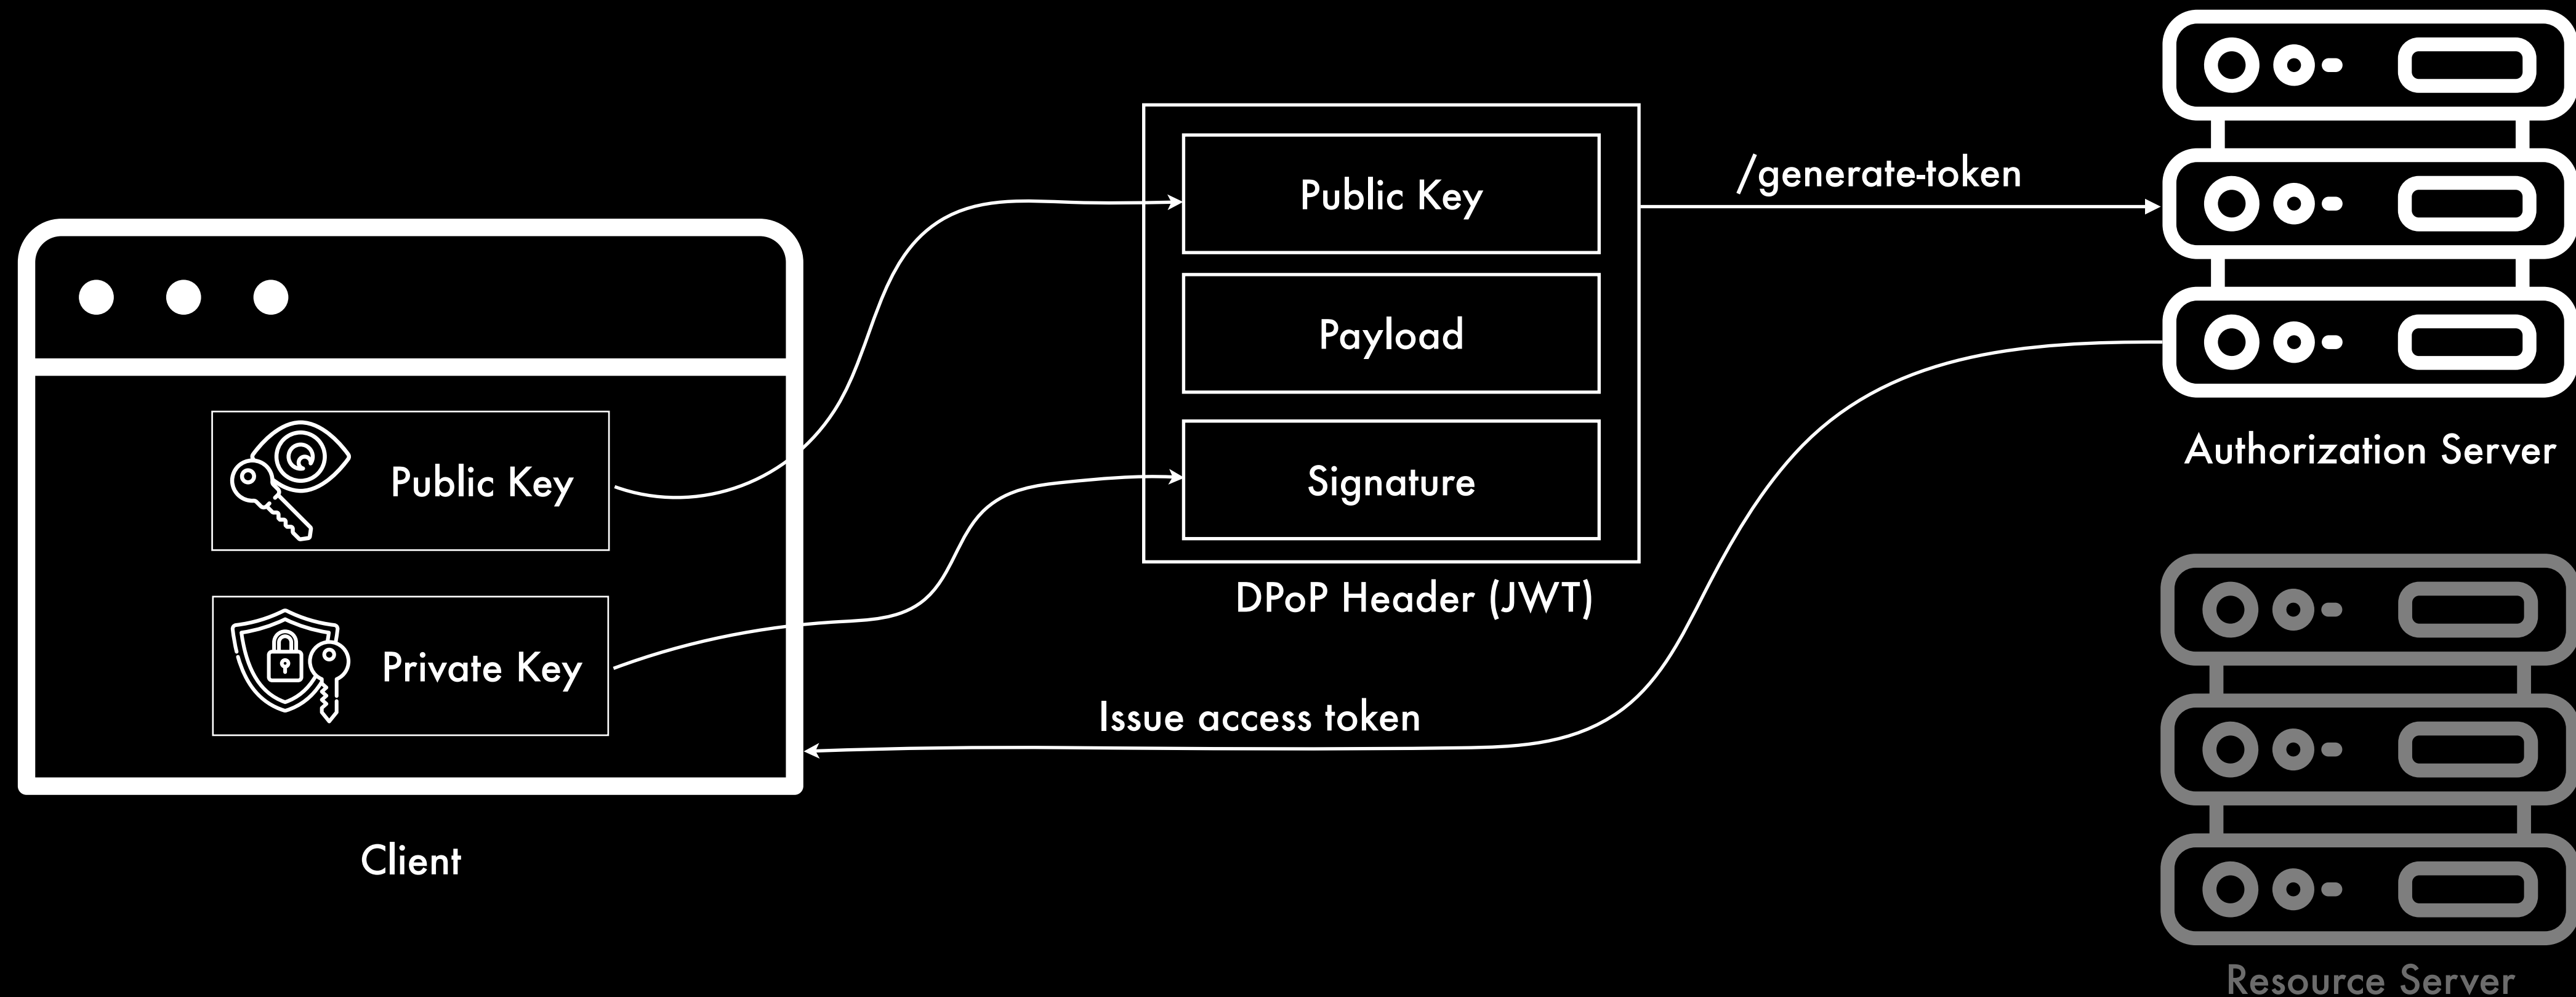 Public Key
Private Key
Client
Public Key
Payload
Signature
DPoP Header (JWT)
/generate-token
Issue access token
Authorization Server
Resource Server